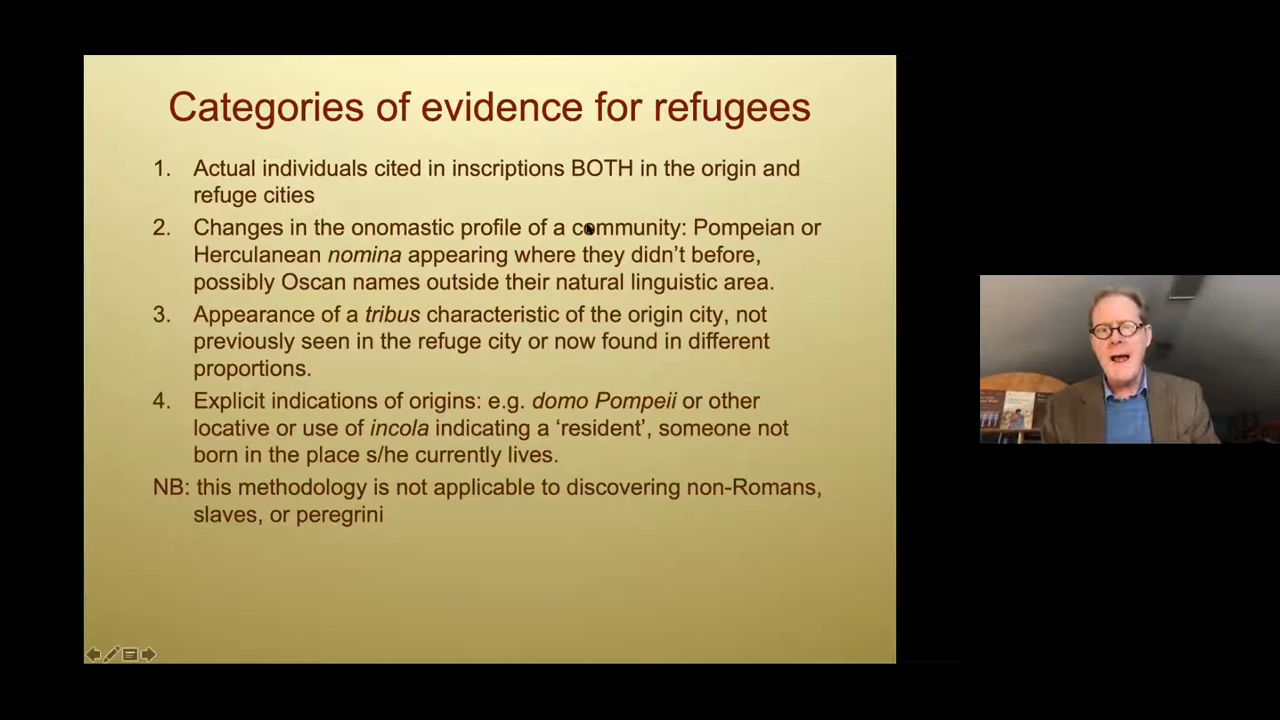 Categories of evidence for refugees
1. Actual individuals cited in inscriptions BOTH in the origin and
refuge cities
2. Changes in the onomastic profile of a community: Pompeian or
Herculanean nomina appearing where they didn't before,
possibly Oscan names outside their natural linguistic area.
3. Appearance of a tribus characteristic of the origin city, not
previously seen in the refuge city or now found in different
proportions.
4. Explicit indications of origins: e.g. domo Pompeii or other
locative or use of incola indicating a ‘resident’, someone not
born in the place s/he currently lives.
NB: this methodology is not applicable to discovering non-Romans,
slaves, or peregrini